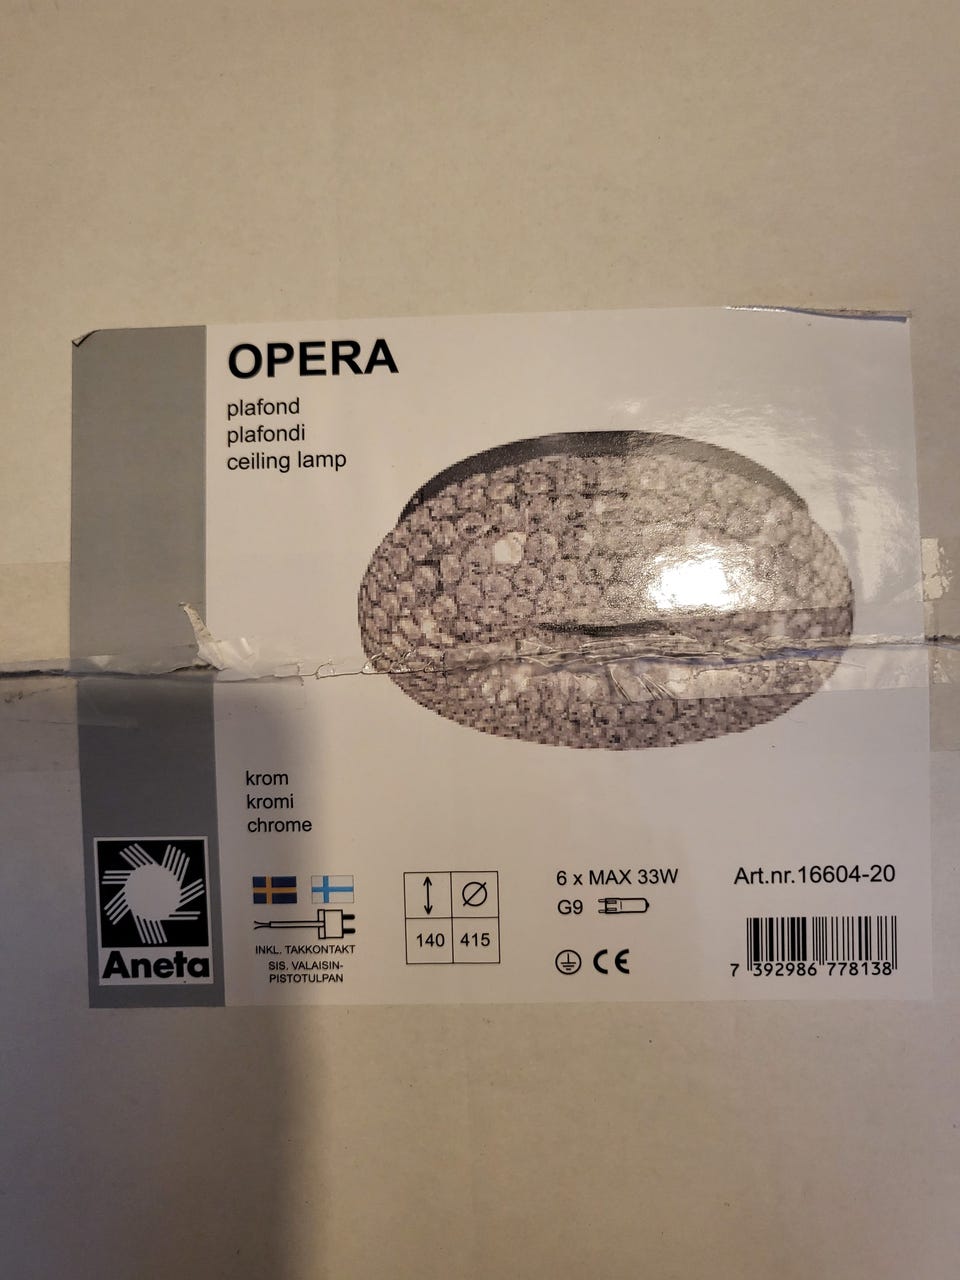 OPERA
plafond
plafondi
ceiling lamp
krom
kromi
chrome
Aneta
INKL. TAKKONTAKT
SIS. VALAISIN-
PISTOTULPAN
140 415
6 x MAX 33W
G9
CE
Art.nr.16604-20
7 392986 778138